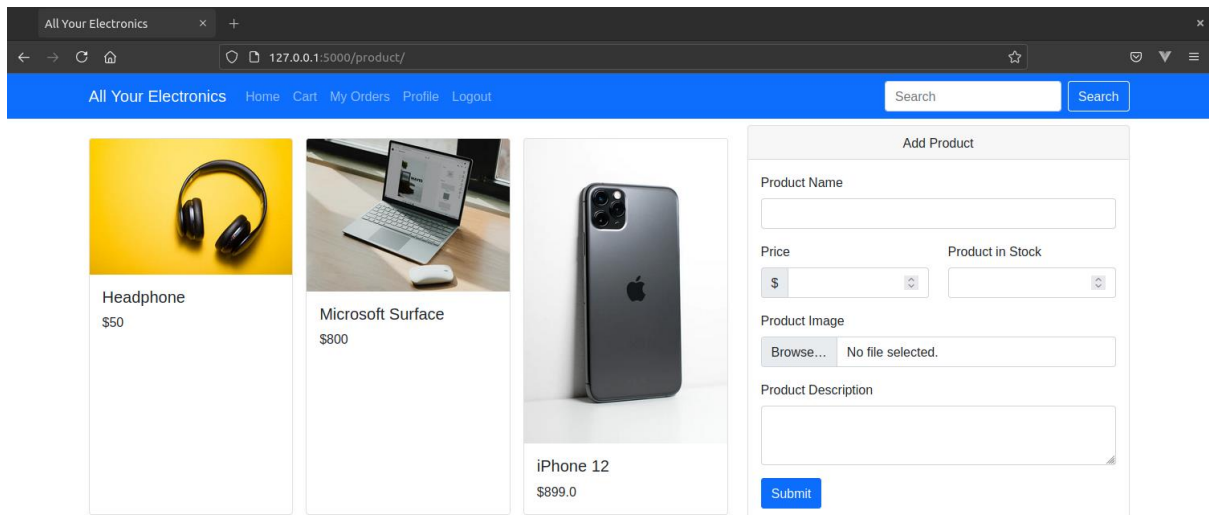 All Your Electronics × +
×
127.0.0.1:5000/product/
All Your Electronics Home Cart My Orders Profile Logout Search Search
Headphone
$50
Microsoft Surface
$800
iPhone 12
$899.0
Add Product
Product Name
Price Product in Stock
$
Product Image
Browse... No file selected.
Product Description
Submit